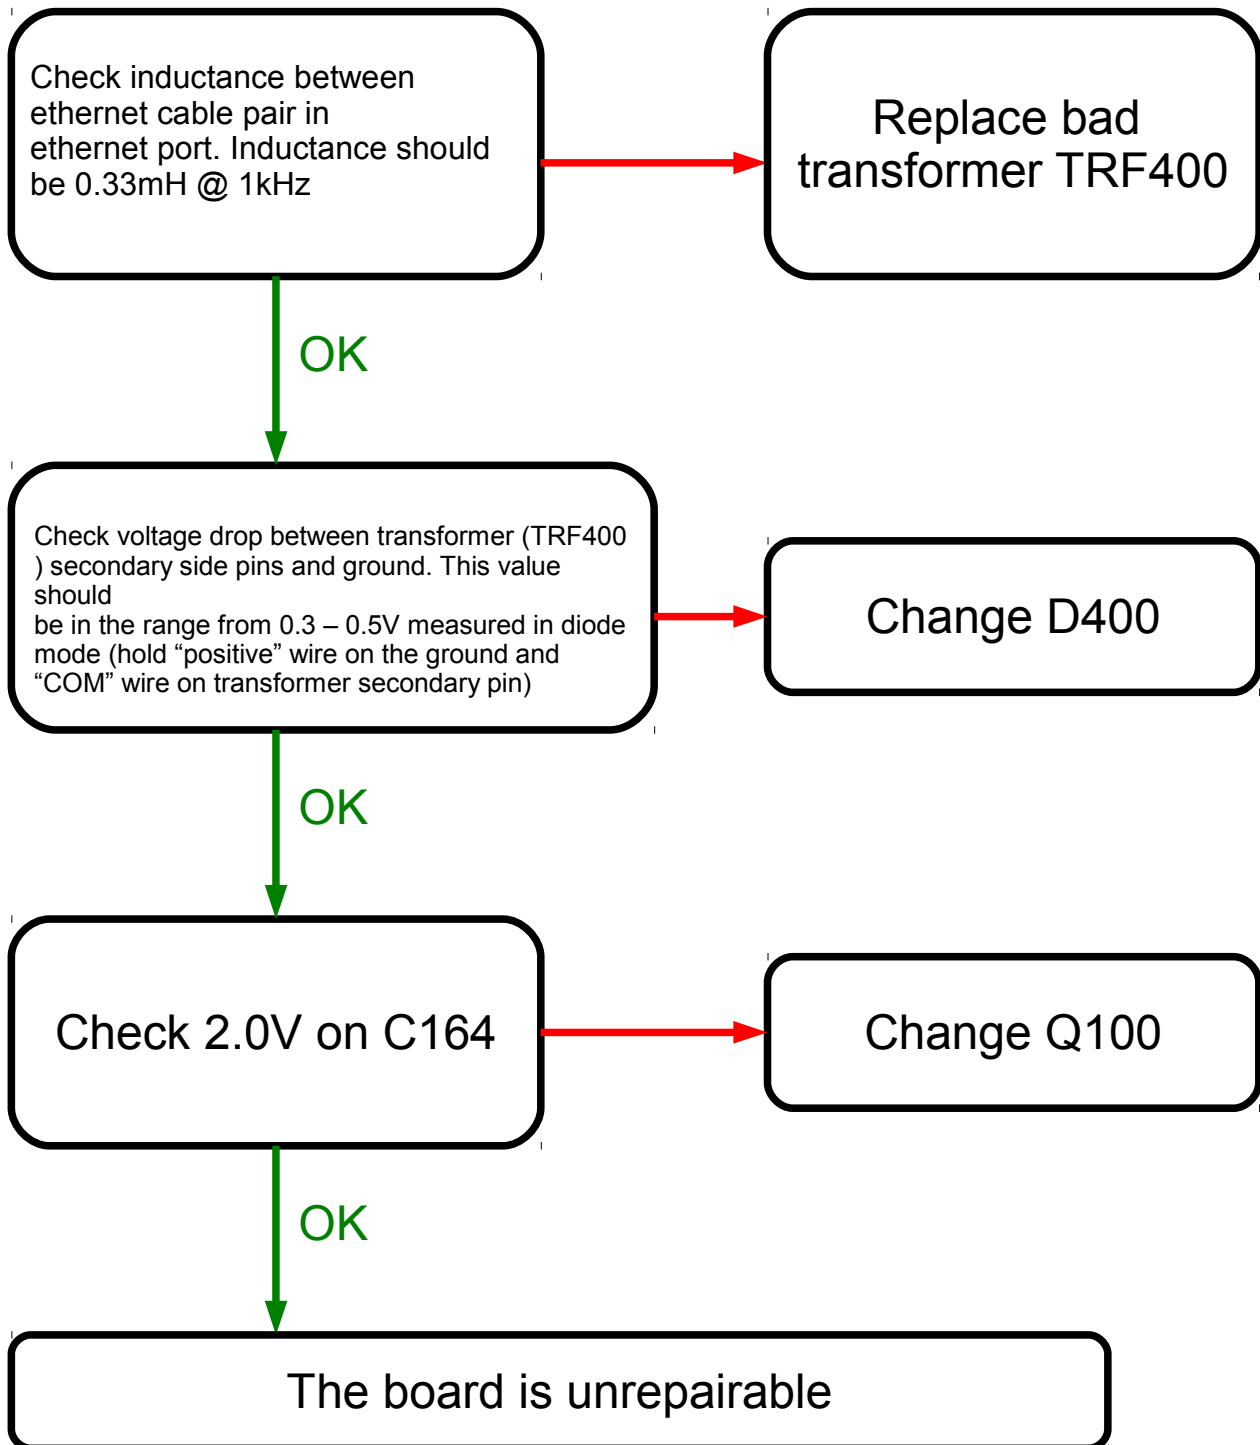 Check inductance between
ethernet cable pair in
ethernet port. Inductance should
be 0.33mH @ 1kHz
Replace bad
transformer TRF400
OK
Check voltage drop between transformer (TRF400
) secondary side pins and ground. This value
should
be in the range from 0.3 – 0.5V measured in diode
mode (hold “positive” wire on the ground and
“COM” wire on transformer secondary pin)
Change D400
OK
Check 2.0V on C164
Change Q100
OK
The board is unrepairable